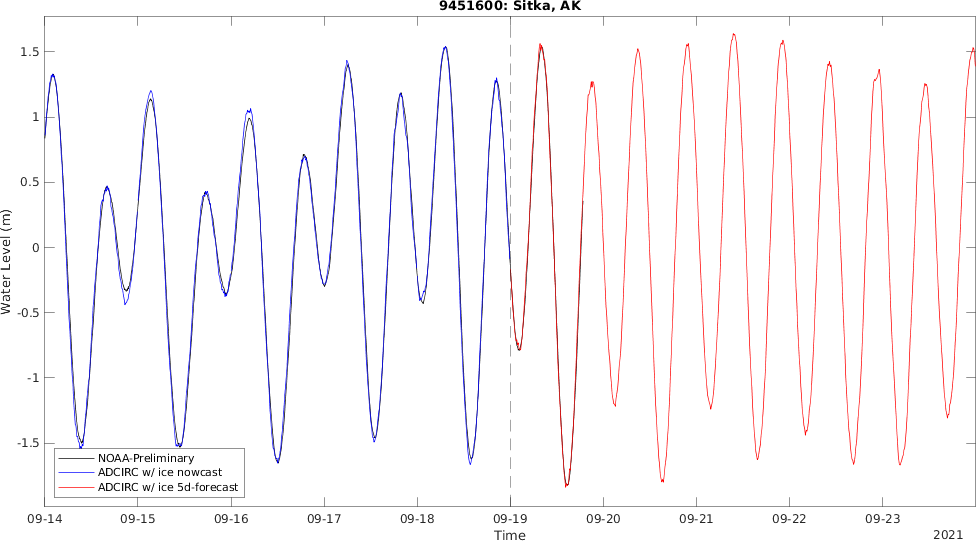 9451600: Sitka, AK
Water Level (m)
1.5
1
0.5
0
-0.5
-1
-1.5
NOAA-Preliminary
ADCIRC w/ ice nowcast
ADCIRC w/ ice 5d-forecast
09-14 09-15 09-16 09-17 09-18 09-19 09-20 09-21 09-22 09-23
Time
2021